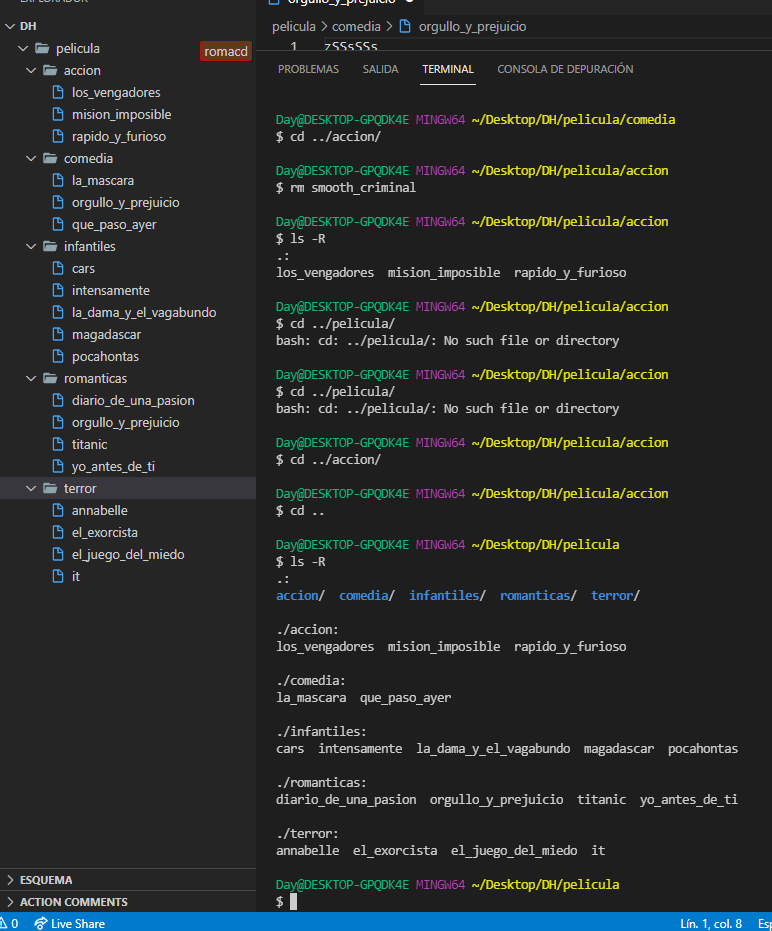 DH
pelicula
romacd
accion
los_vengadores
mision_imposible
rapido_y_furioso
comedia
la_mascara
orgullo_y_prejuicio
que_paso_ayer
infantiles
cars
intensamente
la_dama_y_el_vagabundo
magadascar
pocahontas
romanticas
diario_de_una_pasion
orgullo_y_prejuicio
titanic
yo_antes_de_ti
terror
annabelle
el_exorcista
el_juego_del_miedo
it
ESQUEMA
ACTION COMMENTS
orgullo_y_prejuicio
pelicula > comedia > orgullo_y_prejuicio
1 zSSsSSs
PROBLEMAS SALIDA TERMINAL CONSOLA DE DEPURACIÓN
Day@DESKTOP-GPQDK4E MINGW64 ~/Desktop/DH/pelicula/comedia
$ cd ../accion/
Day@DESKTOP-GPQDK4E MINGW64 ~/Desktop/DH/pelicula/accion
$ rm smooth_criminal
Day@DESKTOP-GPQDK4E MINGW64 ~/Desktop/DH/pelicula/accion
$ ls -R
.:
los_vengadores mision_imposible rapido_y_furioso
Day@DESKTOP-GPQDK4E MINGW64 ~/Desktop/DH/pelicula/accion
$ cd ../pelicula/
bash: cd: ../pelicula/: No such file or directory
Day@DESKTOP-GPQDK4E MINGW64 ~/Desktop/DH/pelicula/accion
$ cd ../pelicula/
bash: cd: ../pelicula/: No such file or directory
Day@DESKTOP-GPQDK4E MINGW64 ~/Desktop/DH/pelicula/accion
$ cd ../accion/
Day@DESKTOP-GPQDK4E MINGW64 ~/Desktop/DH/pelicula/accion
$ cd ..
Day@DESKTOP-GPQDK4E MINGW64 ~/Desktop/DH/pelicula
$ ls -R
.:
accion/ comedia/ infantiles/ romanticas/ terror/
./accion:
los_vengadores mision_imposible rapido_y_furioso
./comedia:
la_mascara que_paso_ayer
./infantiles:
cars intensamente la_dama_y_el_vagabundo magadascar pocahontas
./romanticas:
diario_de_una_pasion orgullo_y_prejuicio titanic yo_antes_de_ti
./terror:
annabelle el_exorcista el_juego_del_miedo it
Day@DESKTOP-GPQDK4E MINGW64 ~/Desktop/DH/pelicula
$
0 Live Share Lín. 1, col. 8